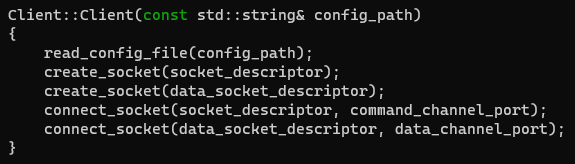 Client::Client(const std::string& config_path)
{
    read_config_file(config_path);
    create_socket(socket_descriptor);
    create_socket(data_socket_descriptor);
    connect_socket(socket_descriptor, command_channel_port);
    connect_socket(data_socket_descriptor, data_channel_port);
}